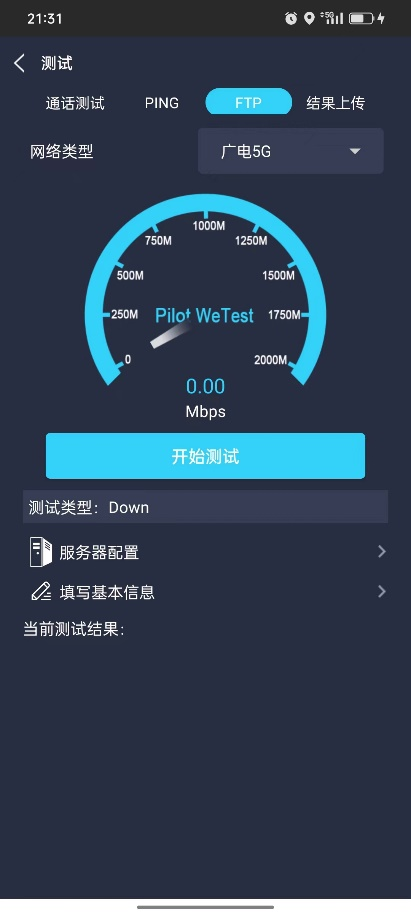 21:31
5G
测试
通话测试 PING FTP 结果上传
网络类型 广电5G
1000M
750M 1250M
500M 1500M
250M Pilot WeTest 1750M
0 2000M
0.00
Mbps
开始测试
测试类型：Down
服务器配置
填写基本信息
当前测试结果：